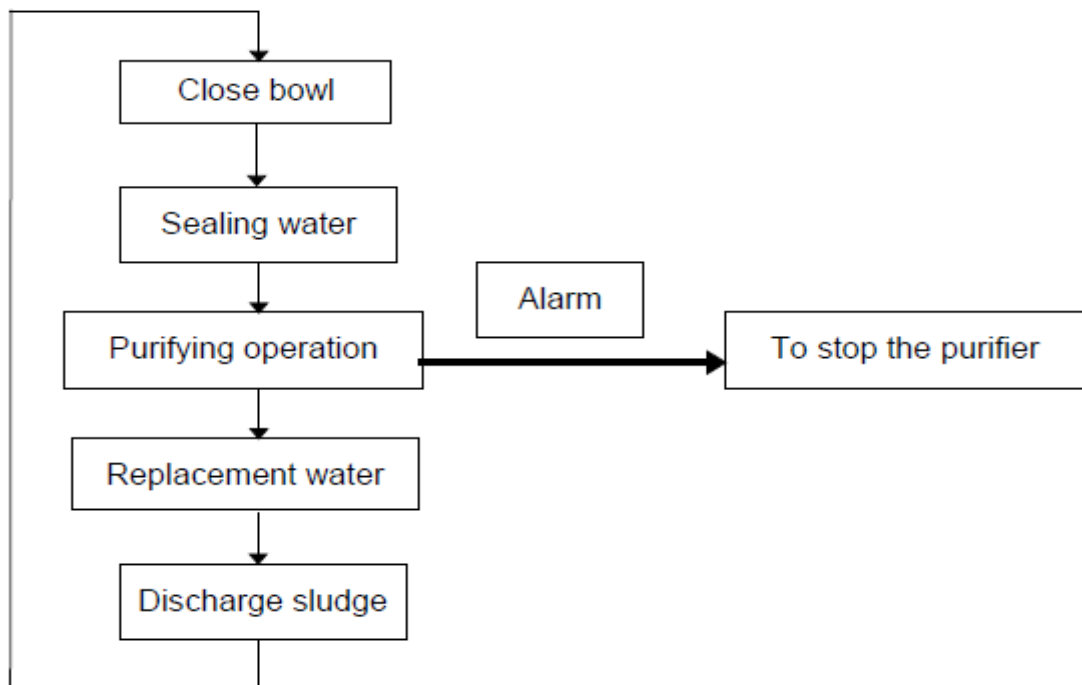 Close bowl
Sealing water
Alarm
Purifying operation
To stop the purifier
Replacement water
Discharge sludge